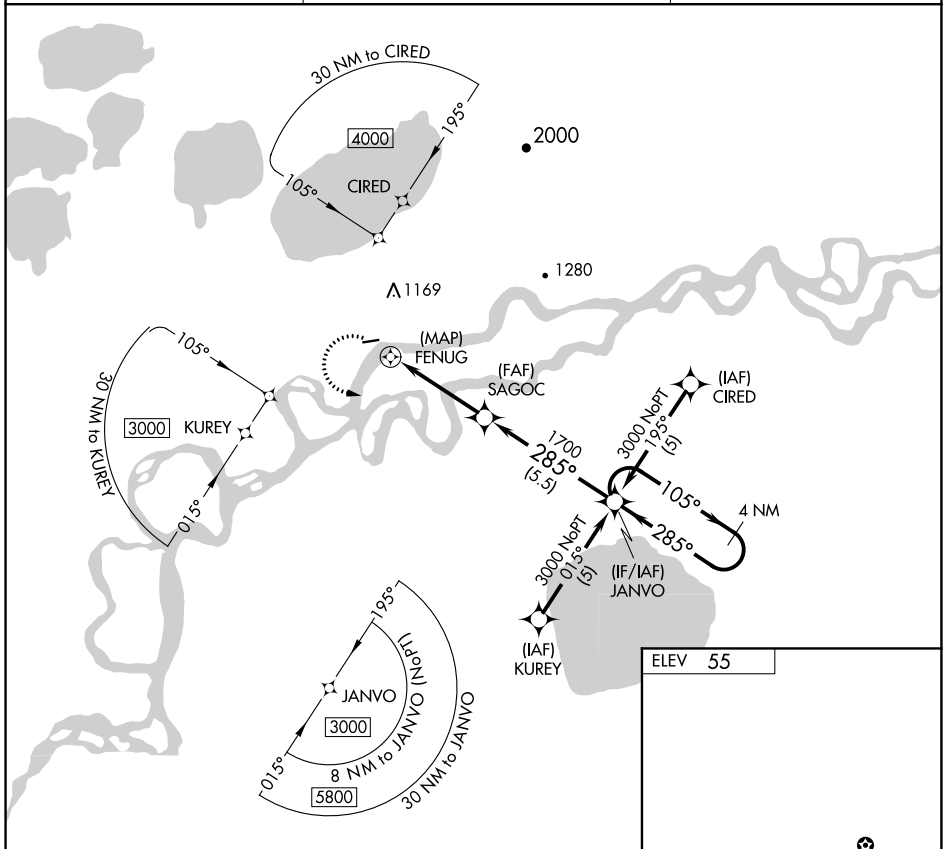 30 NM to CIRED
195°
4000
2000
105°
CIRED
1280
1169
105°
(MAP)
FENUG
(FAF)
SAGOC
(IAF)
CIRED
30 NM to KUREY
3000
KUREY
015°
1700
285°
(5.5)
3000 NoPT
195°
(5)
105°
4 NM
285°
3000 NoPT
015°
(5)
(IF/IAF)
JANVO
(IAF)
KUREY
195°
JANVO
3000
015°
8 NM to JANVO (NoPT)
5800
30 NM to JANVO
ELEV 55